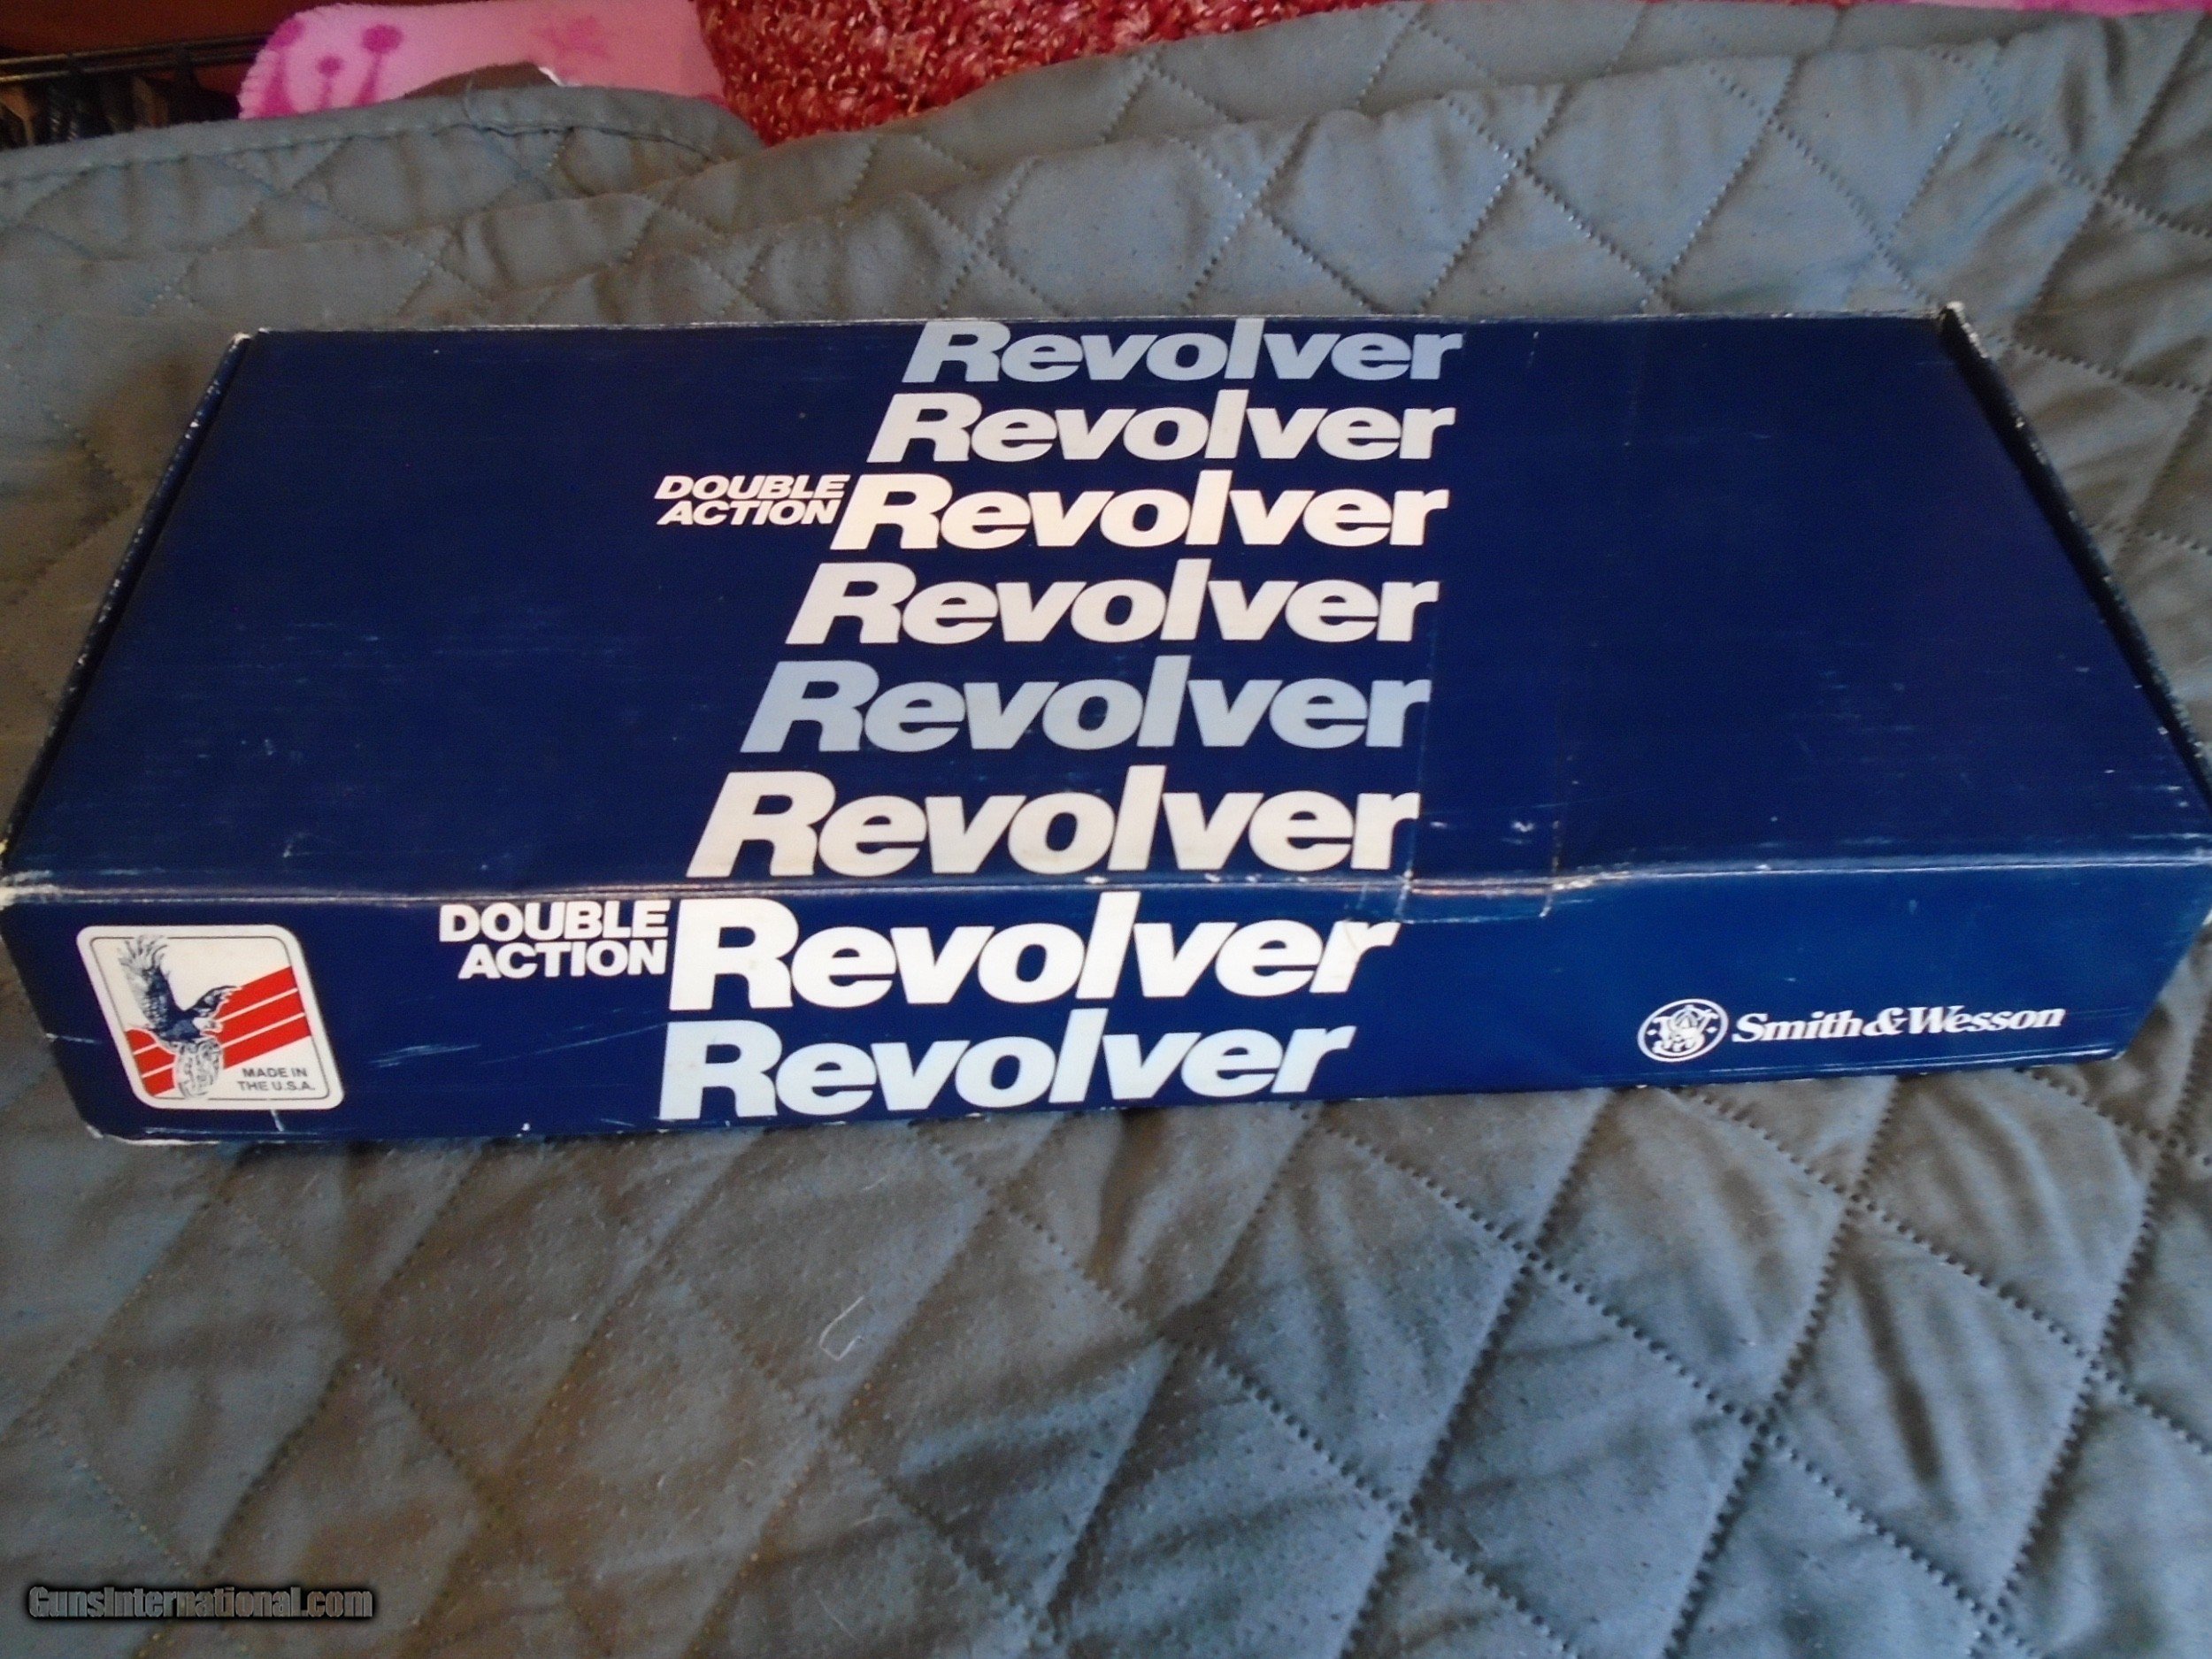 Revolver
Revolver
DOUBLE
ACTION
Revolver
Revolver
Revolver
Revolver
DOUBLE
ACTION
Revolver
Revolver
MADE IN
THE U.S.A.
Smith & Wesson
GunsInternational.com